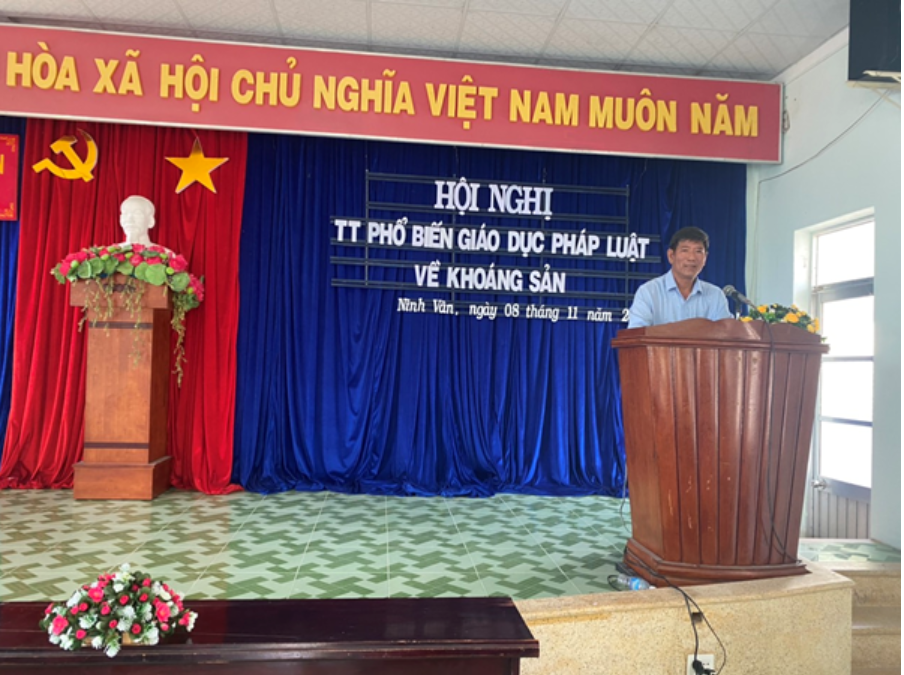 HÒA XÃ HỘI CHỦ NGHĨA VIỆT NAM MUÔN NĂM
HỘI NGHỊ
TT PHỔ BIẾN GIÁO DỤC PHÁP LUẬT
VỀ KHOÁNG SẢN
Ninh Vân, ngày 08 tháng 11 năm 2